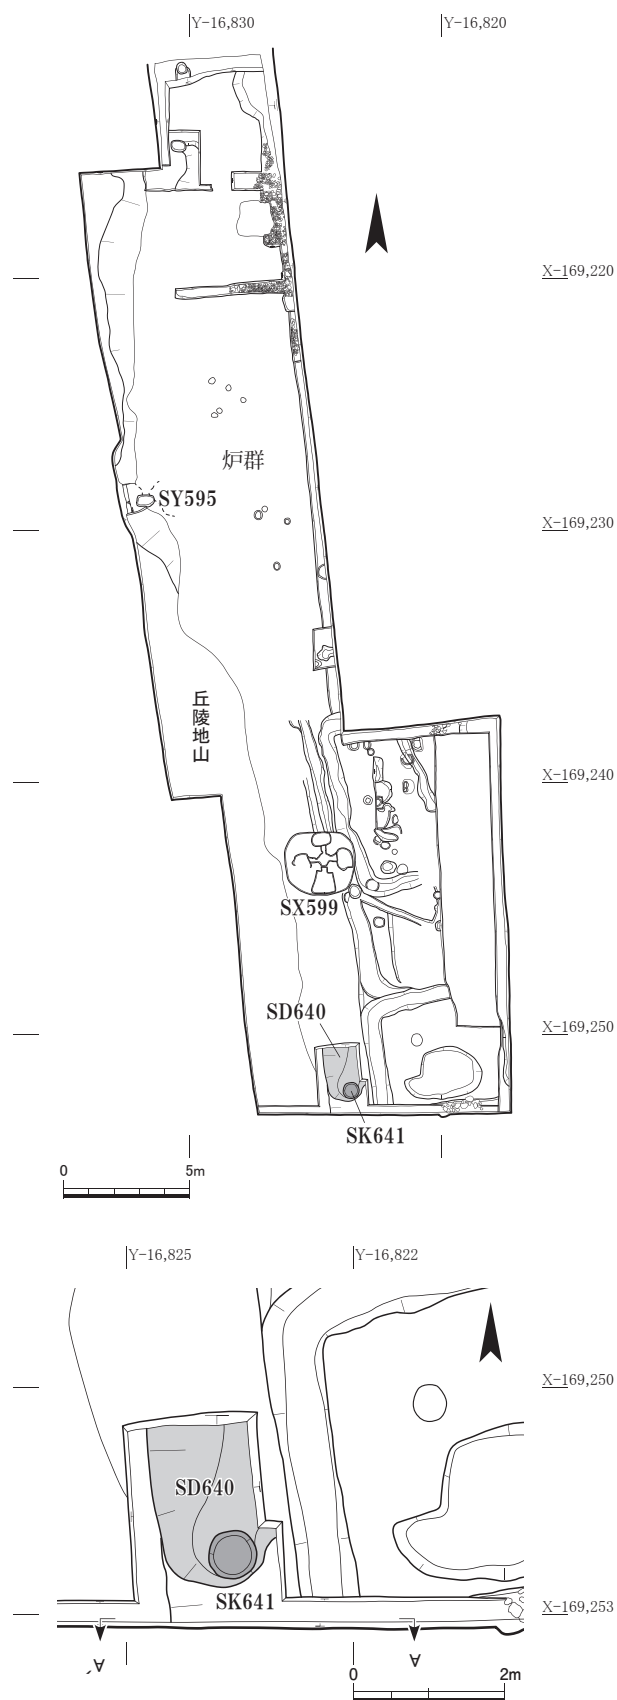 Y-16,830
Y-16,820
X-169,220
炉群
SY595
X-169,230
丘陵地山
X-169,240
SX599
SD640
X-169,250
SK641
0
5m
Y-16,825
Y-16,822
X-169,250
SD640
SK641
X-169,253
A′
A
0
2m